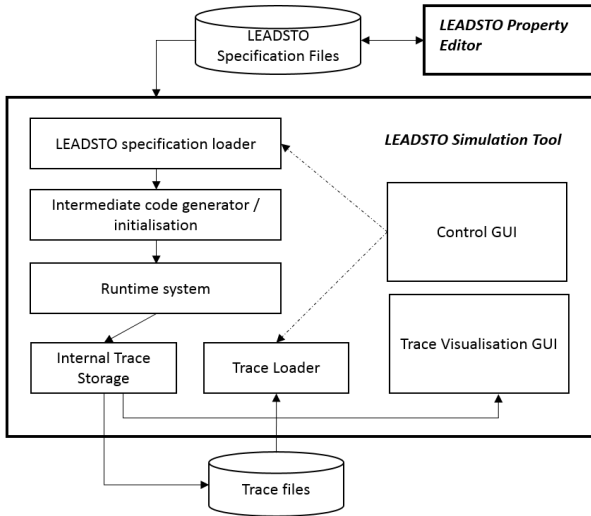 LEADSTO
Specification Files
LEADSTO Property
Editor
LEADSTO Simulation Tool
LEADSTO specification loader
Intermediate code generator /
initialisation
Control GUI
Runtime system
Internal Trace
Storage
Trace Loader
Trace Visualisation GUI
Trace files